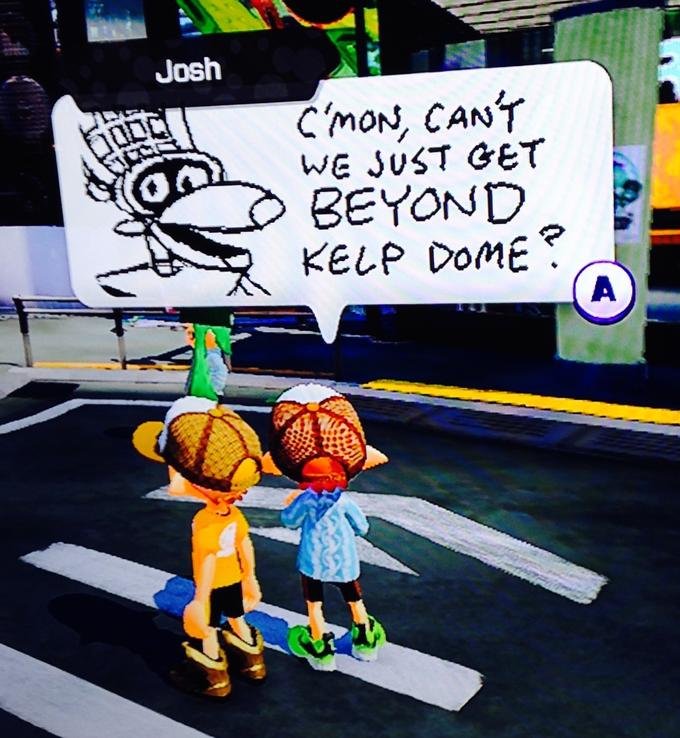 Josh
C'MON, CAN'T
WE JUST GET
BEYOND
KELP DOME?
A